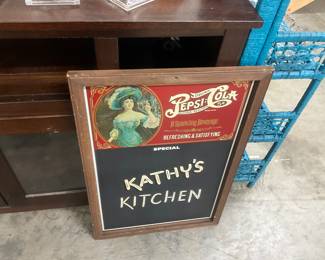 PEPSI-COLA
A Sparkling Beverage
REFRESHING & SATISFYING
SPECIAL
KATHY'S
KITCHEN